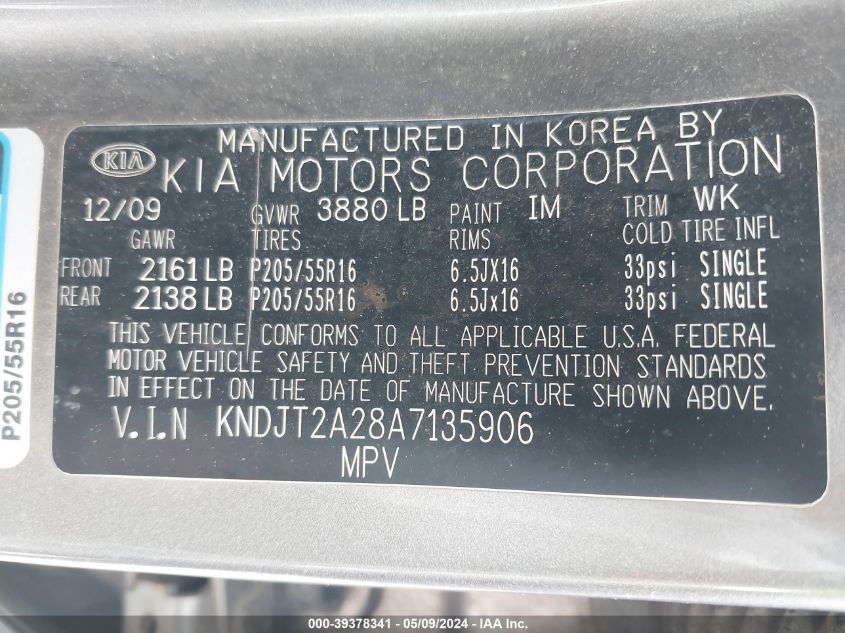 MANUFACTURED IN KOREA BY
KIA KIA MOTORS CORPORATION
12/09 GVWR 3880 LB PAINT IM TRIM WK
GAWR TIRES RIMS COLD TIRE INFL
FRONT 2161 LB P205/55R16 6.5JX16 33psi SINGLE
REAR 2138 LB P205/55R16 6.5Jx16 33psi SINGLE
THIS VEHICLE CONFORMS TO ALL APPLICABLE U.S.A. FEDERAL
MOTOR VEHICLE SAFETY AND THEFT PREVENTION STANDARDS
IN EFFECT ON THE DATE OF MANUFACTURE SHOWN ABOVE.
V.I.N KNDJT2A28A7135906
MPV
P205/55R16
000-39378341 - 05/09/2024 - IAA Inc.